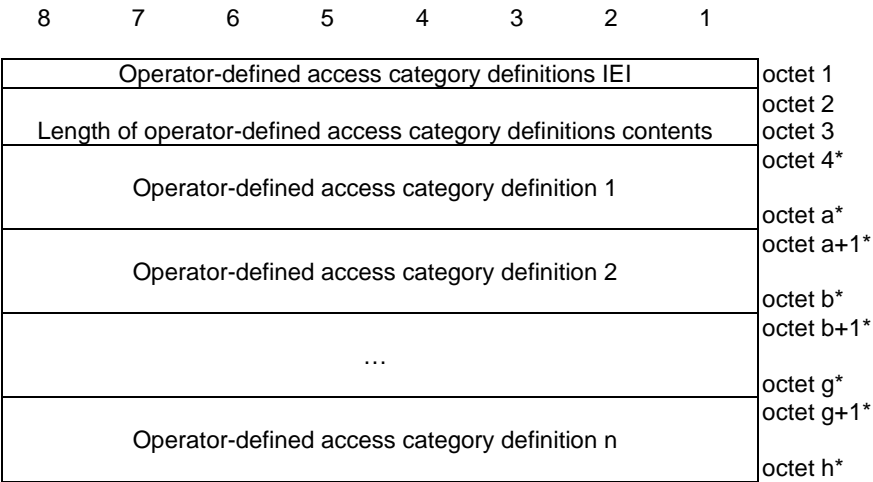 8 7 6 5 4 3 2 1
Operator-defined access category definitions IEI octet 1
octet 2
Length of operator-defined access category definitions contents octet 3
octet 4*
Operator-defined access category definition 1
octet a*
octet a+1*
Operator-defined access category definition 2
octet b*
octet b+1*
…
octet g*
octet g+1*
Operator-defined access category definition n
octet h*